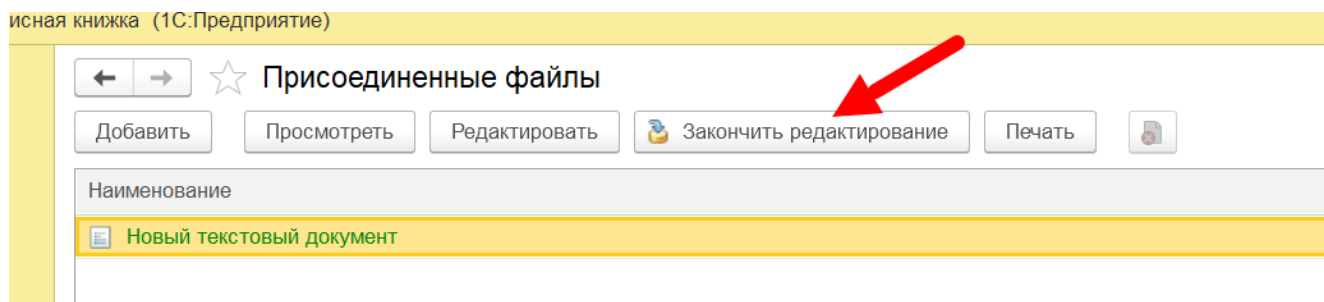 исная книжка (1С:Предприятие)
Присоединенные файлы
Добавить Просмотреть Редактировать Закончить редактирование Печать
Наименование
Новый текстовый документ